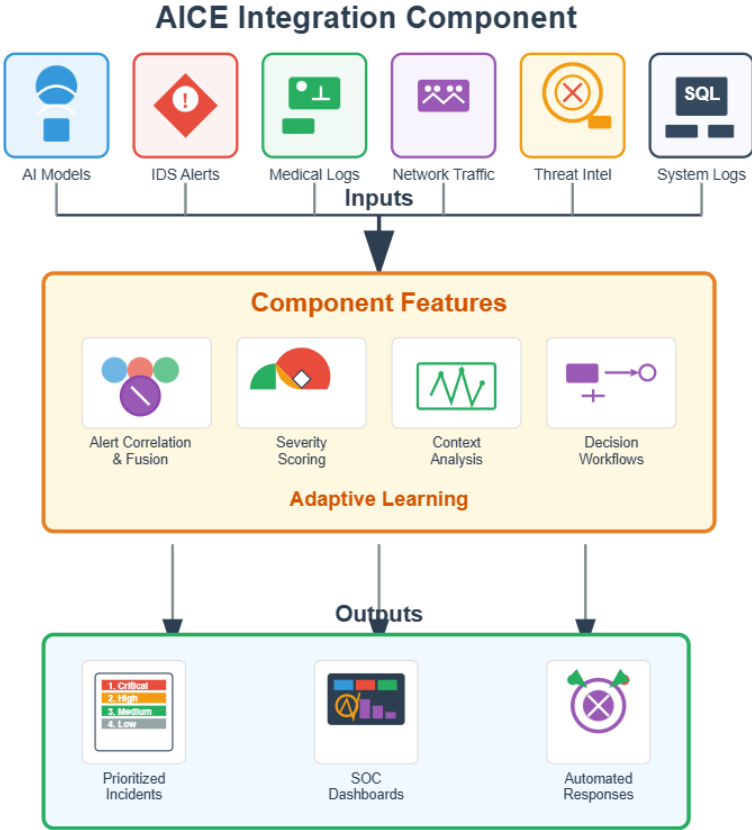 AICE Integration Component
!
SQL
AI Models
IDS Alerts
Medical Logs
Network Traffic
Threat Intel
System Logs
Inputs
Component Features
Alert Correlation
& Fusion
Severity
Scoring
Context
Analysis
Decision
Workflows
Adaptive Learning
Outputs
1. Critical
2. High
3. Medium
4. Low
Prioritized
Incidents
SOC
Dashboards
Automated
Responses